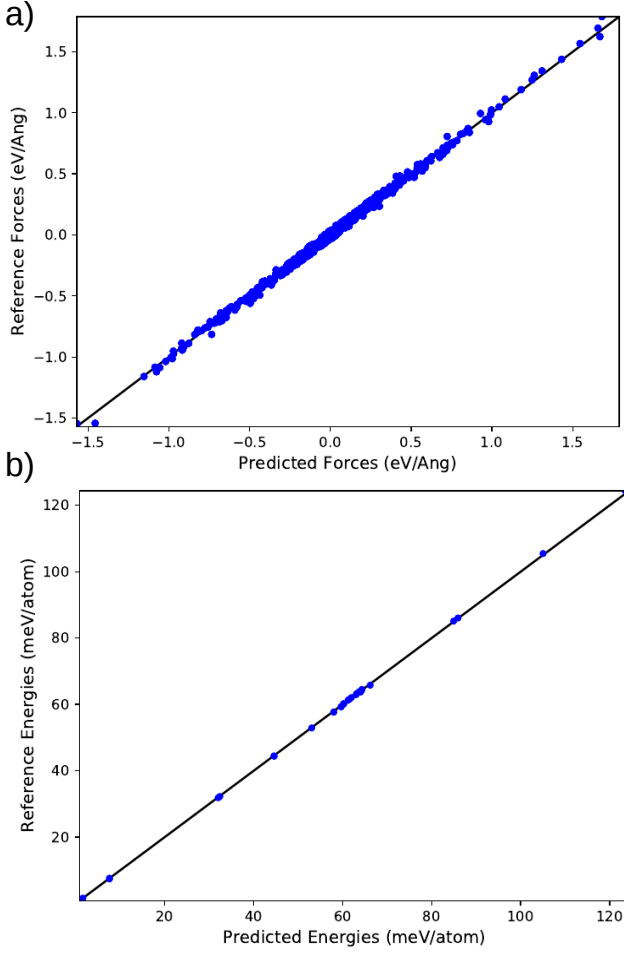 a)
Reference Forces (eV/Ang)
1.5
1.0
0.5
0.0
−0.5
−1.0
−1.5
−1.5 −1.0 −0.5 0.0 0.5 1.0 1.5
Predicted Forces (eV/Ang)
b)
Reference Energies (meV/atom)
120
100
80
60
40
20
20 40 60 80 100 120
Predicted Energies (meV/atom)